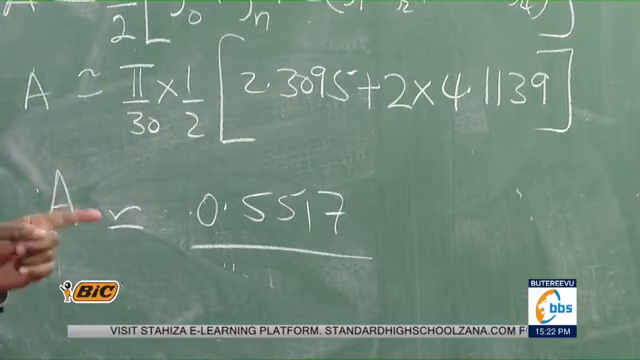 A ≃ π/30 × 1/2 [ 2.3095 + 2 × 4.1139 ]
A ≃ 0.5517
BIC
BUTEREEVU
bbs
15:22 PM
VISIT STAHIZA E-LEARNING PLATFORM. STANDARDHIGHSCHOOLZANA.COM F